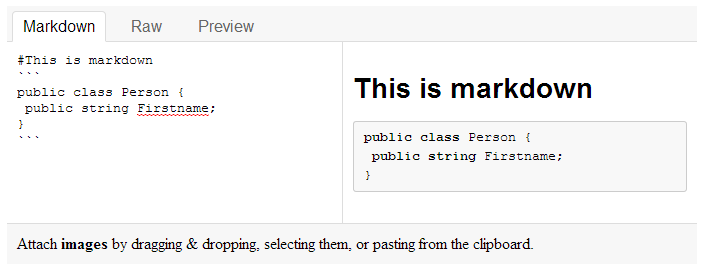 Markdown Raw Preview
#This is markdown
```
public class Person {
 public string Firstname;
}
```
This is markdown
public class Person {
 public string Firstname;
}
Attach images by dragging & dropping, selecting them, or pasting from the clipboard.